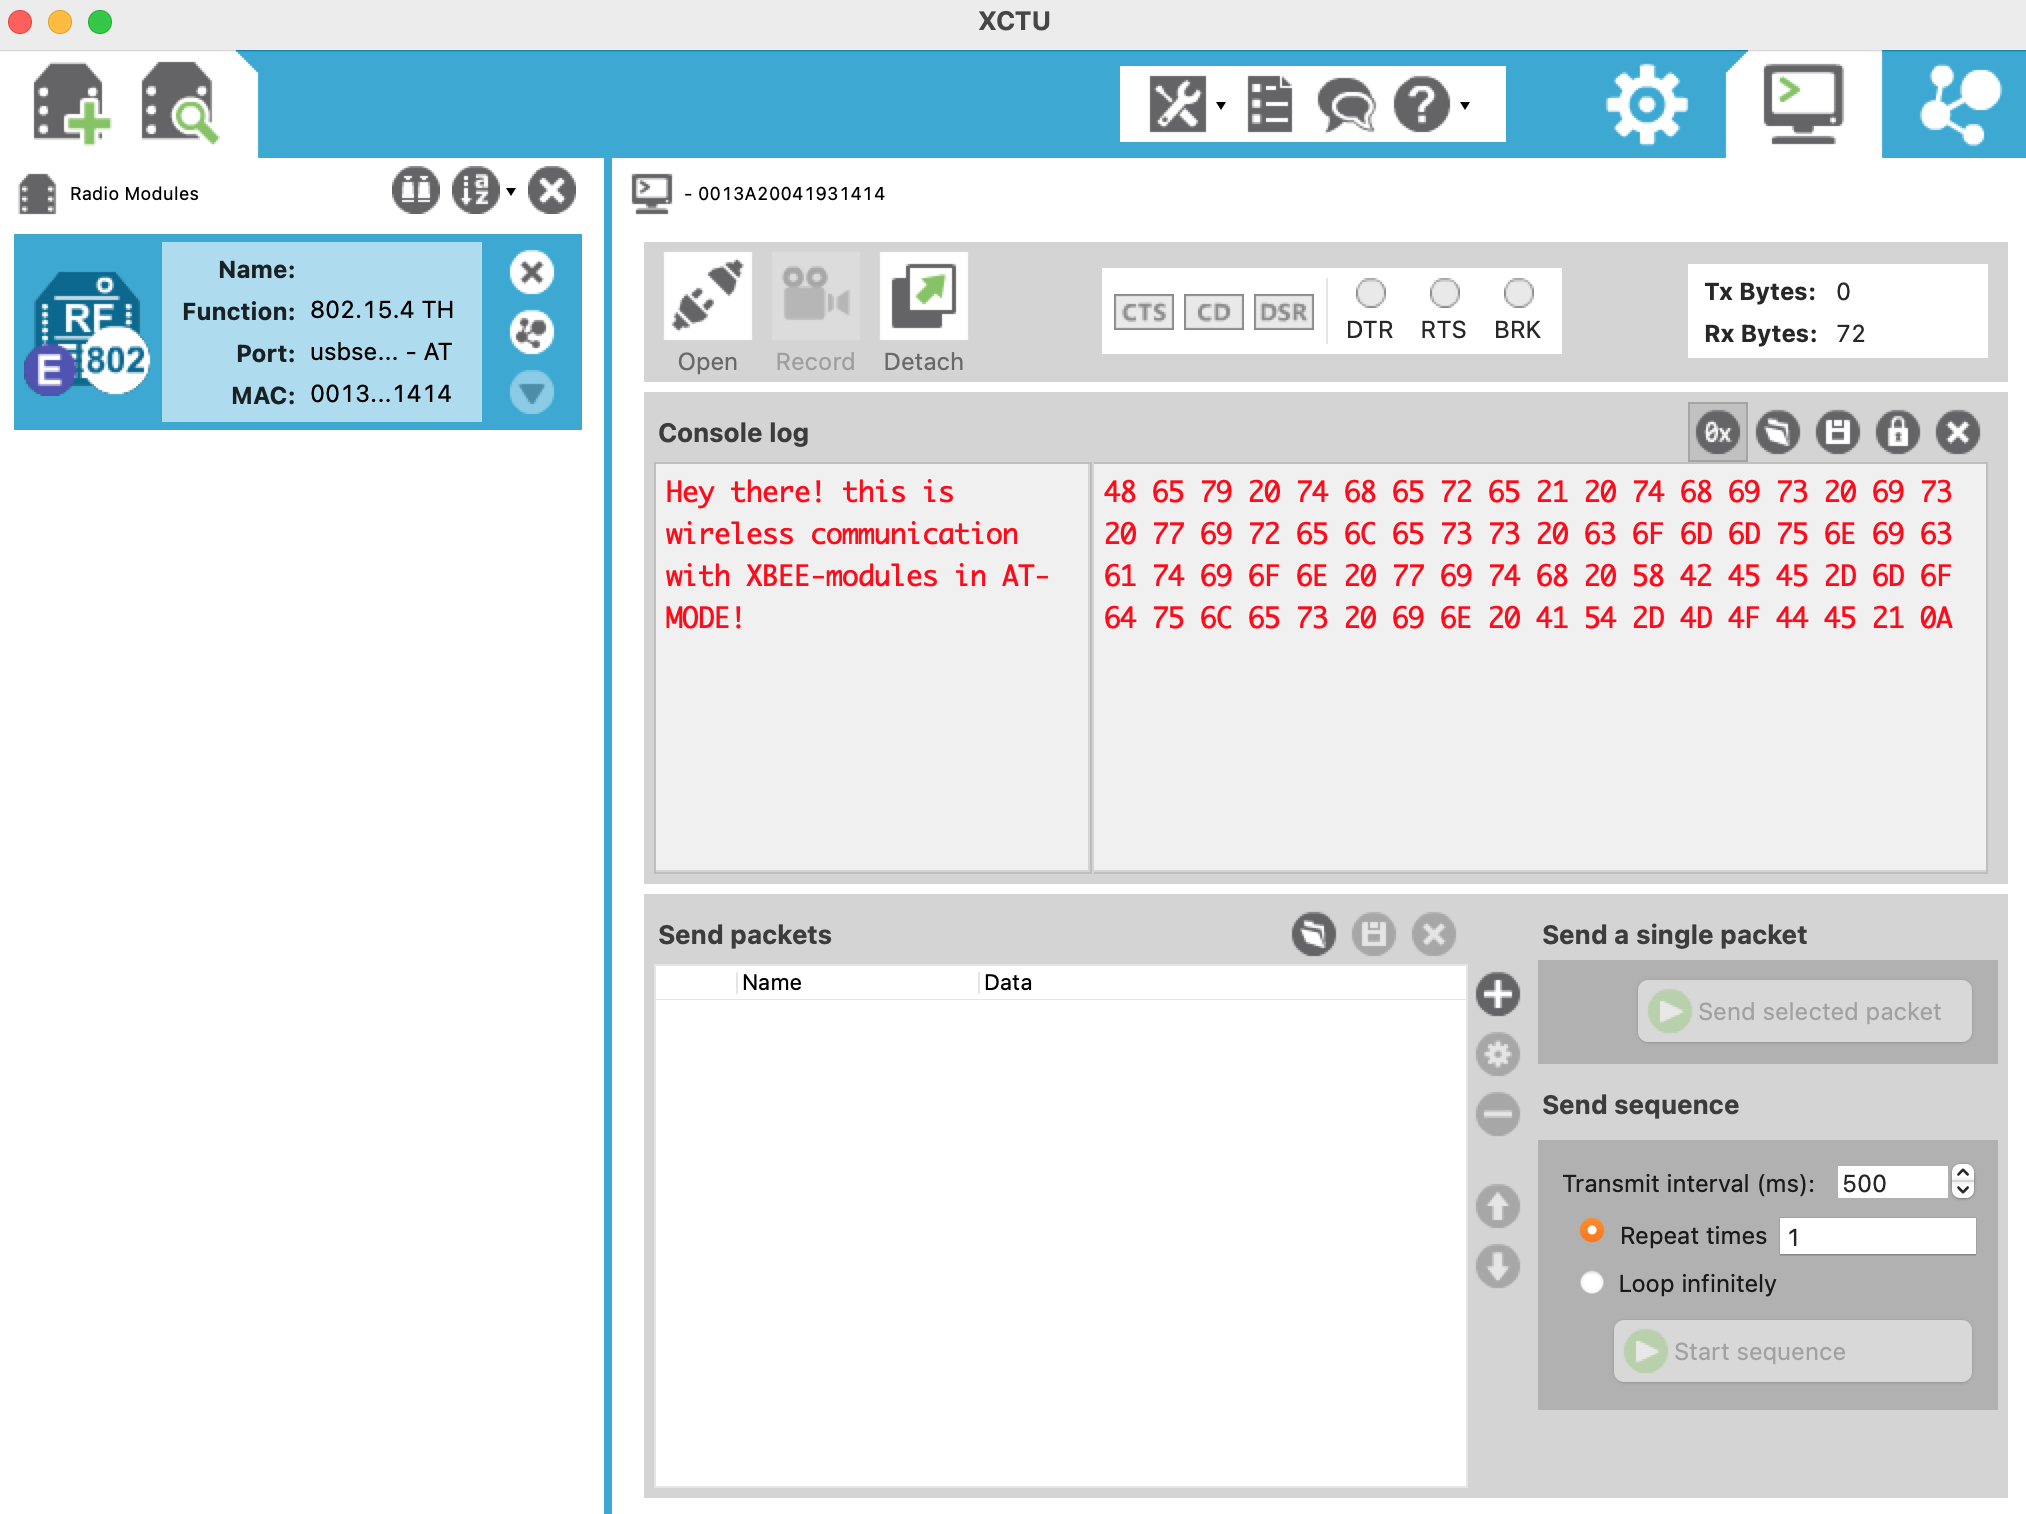 XCTU
Radio Modules
- 0013A20041931414
RF
E
802
Name:
Function: 802.15.4 TH
Port: usbse... - AT
MAC: 0013...1414
Open
Record
Detach
CTS CD DSR
DTR RTS BRK
Tx Bytes: 0
Rx Bytes: 72
Console log
0x
Hey there! this is
wireless communication
with XBEE-modules in AT-
MODE!
48 65 79 20 74 68 65 72 65 21 20 74 68 69 73 20 69 73
20 77 69 72 65 6C 65 73 73 20 63 6F 6D 6D 75 6E 69 63
61 74 69 6F 6E 20 77 69 74 68 20 58 42 45 45 2D 6D 6F
64 75 6C 65 73 20 69 6E 20 41 54 2D 4D 4F 44 45 21 0A
Send packets
Name Data
Send a single packet
Send selected packet
Send sequence
Transmit interval (ms): 500
Repeat times 1
Loop infinitely
Start sequence